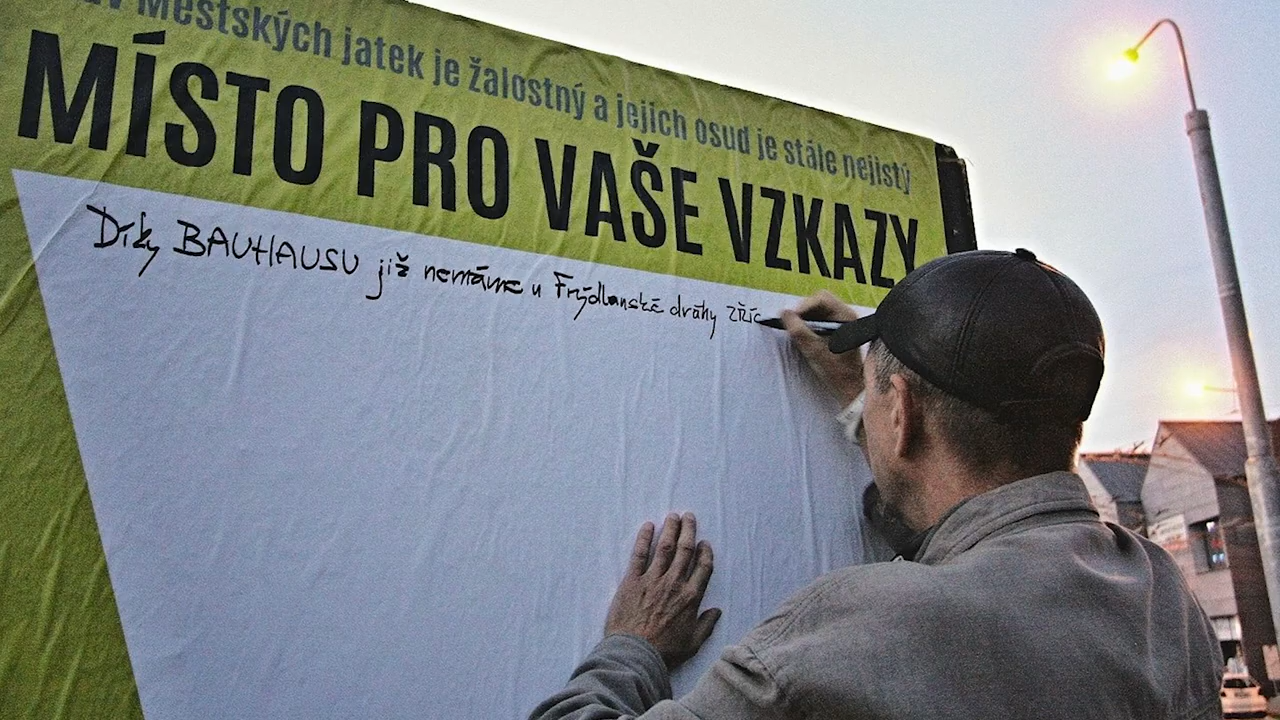 Městských jatek je žalostný a jejich osud je stále nejistý
MÍSTO PRO VAŠE VZKAZY
Díky BAUHAUSU již nemáme u Frýdlanské dráhy zříc